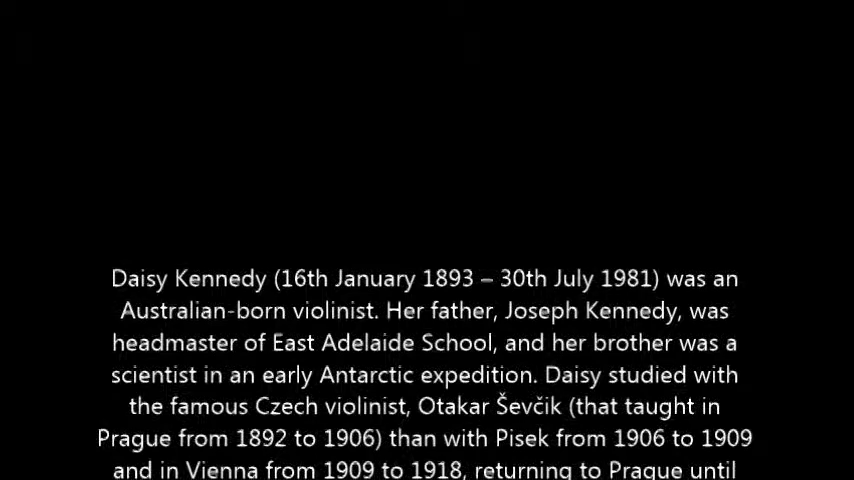 Daisy Kennedy (16th January 1893 – 30th July 1981) was an
Australian-born violinist. Her father, Joseph Kennedy, was
headmaster of East Adelaide School, and her brother was a
scientist in an early Antarctic expedition. Daisy studied with
the famous Czech violinist, Otakar Ševčik (that taught in
Prague from 1892 to 1906) than with Pisek from 1906 to 1909
and in Vienna from 1909 to 1918, returning to Prague until